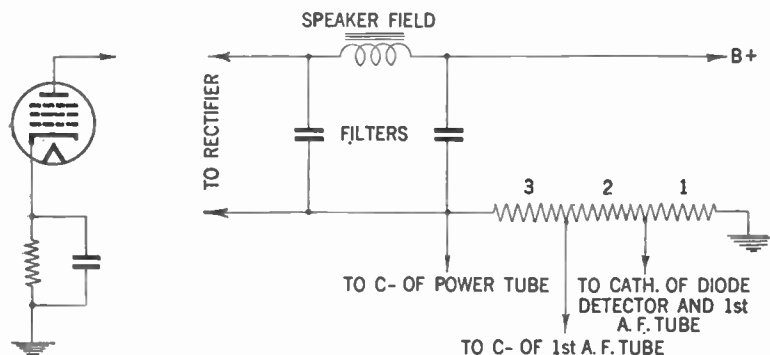 SPEAKER FIELD
B+
TO RECTIFIER
FILTERS
3 2 1
TO C- OF POWER TUBE
TO CATH. OF DIODE
DETECTOR AND 1st
A.F. TUBE
TO C- OF 1st A.F. TUBE